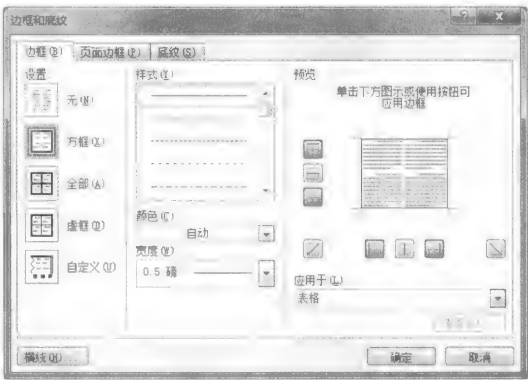 边框和底纹
边框(B) 页面边框(P) 底纹(S)
设置
无(N)
方框(X)
全部(A)
虚框(D)
自定义(U)
样式(Y)
颜色(C)
自动
宽度(W)
0.5 磅
预览
单击下方图示或使用按钮可
应用边框
应用于(L)
表格
横线(H)...
确定
取消